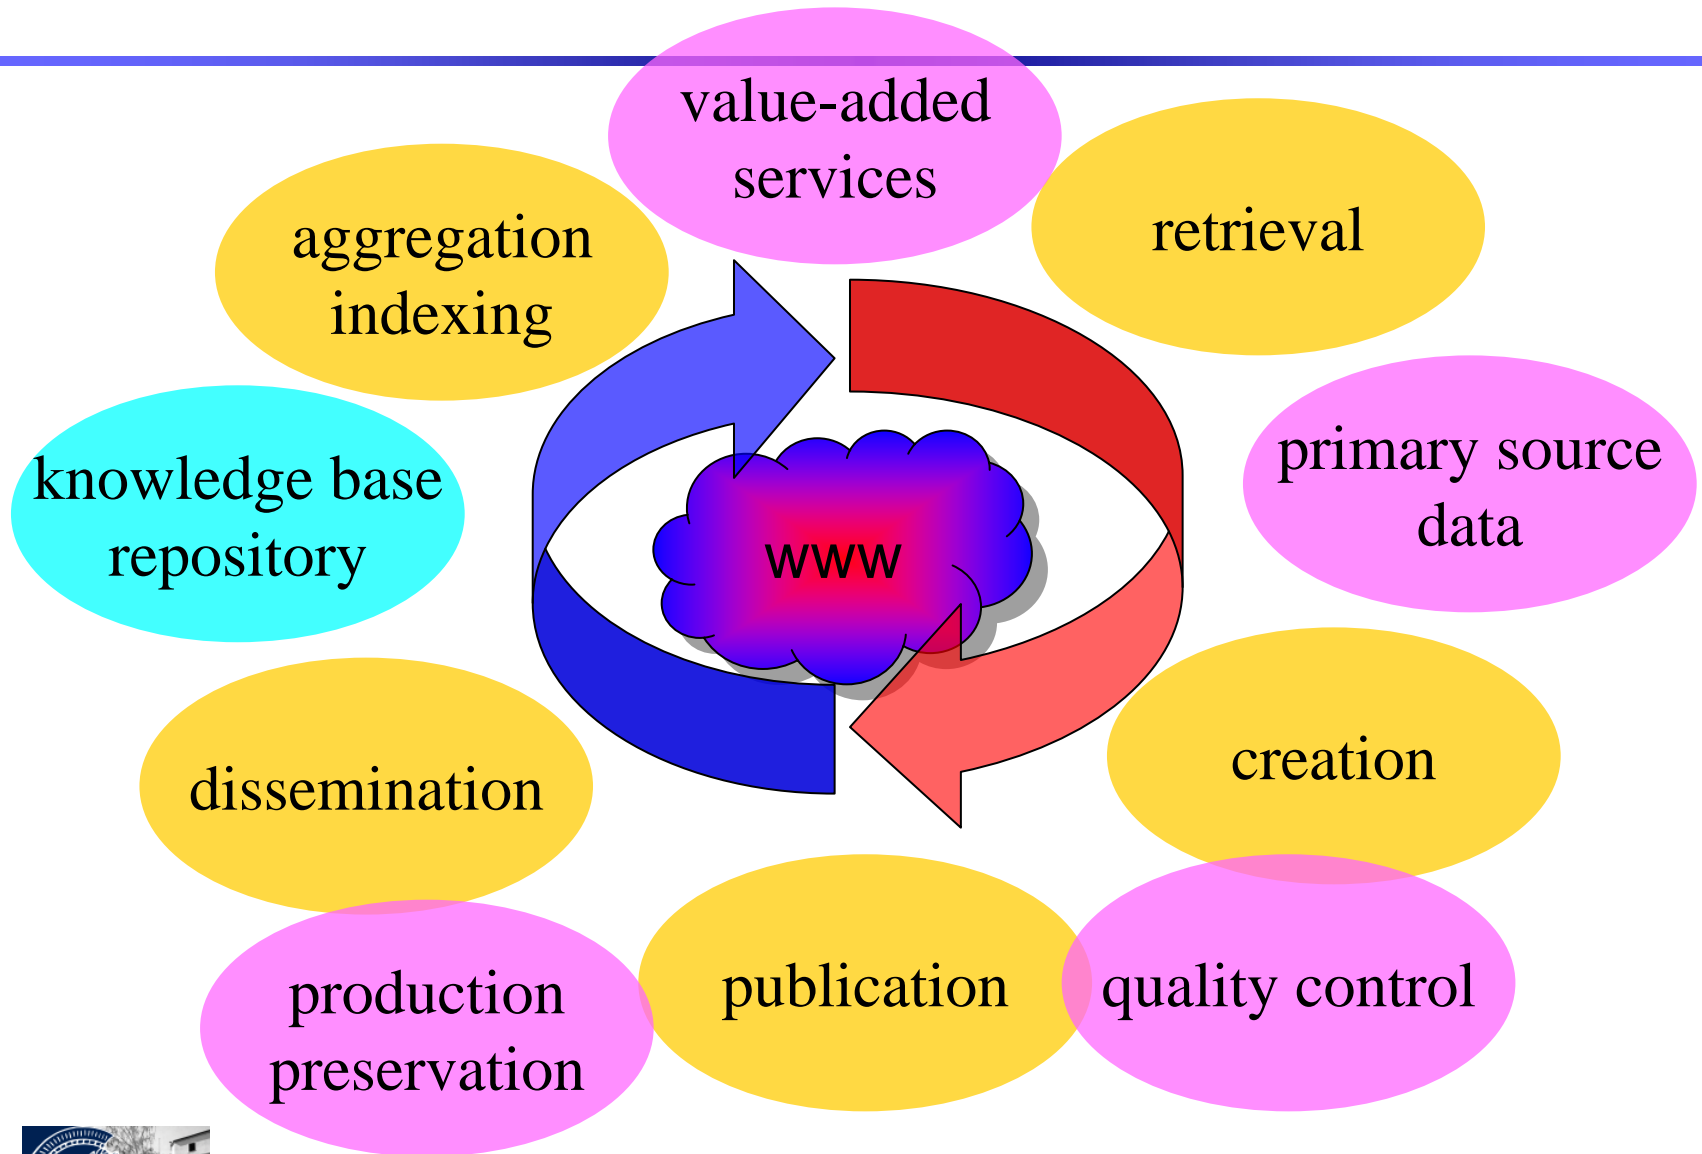 value-added
services
retrieval
aggregation
indexing
primary source
data
knowledge base
repository
www
creation
dissemination
publication
quality control
production
preservation